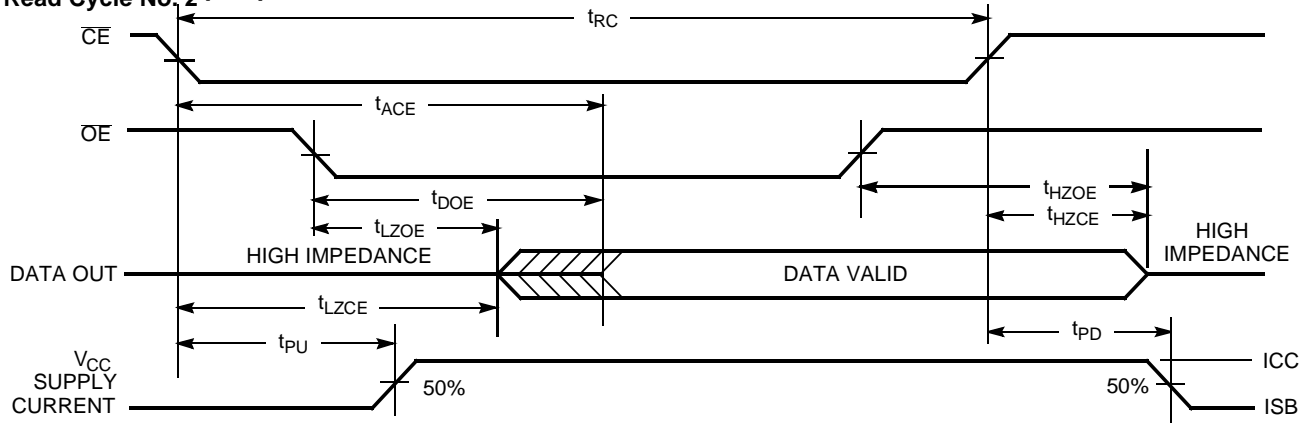 Read Cycle No. 2
tRC
CE
tACE
OE
tDOE
tHZOE
tLZOE
tHZCE
HIGH IMPEDANCE
HIGH
IMPEDANCE
DATA OUT
DATA VALID
tLZCE
tPU
tPD
VCC
SUPPLY
CURRENT
50%
50%
ICC
ISB